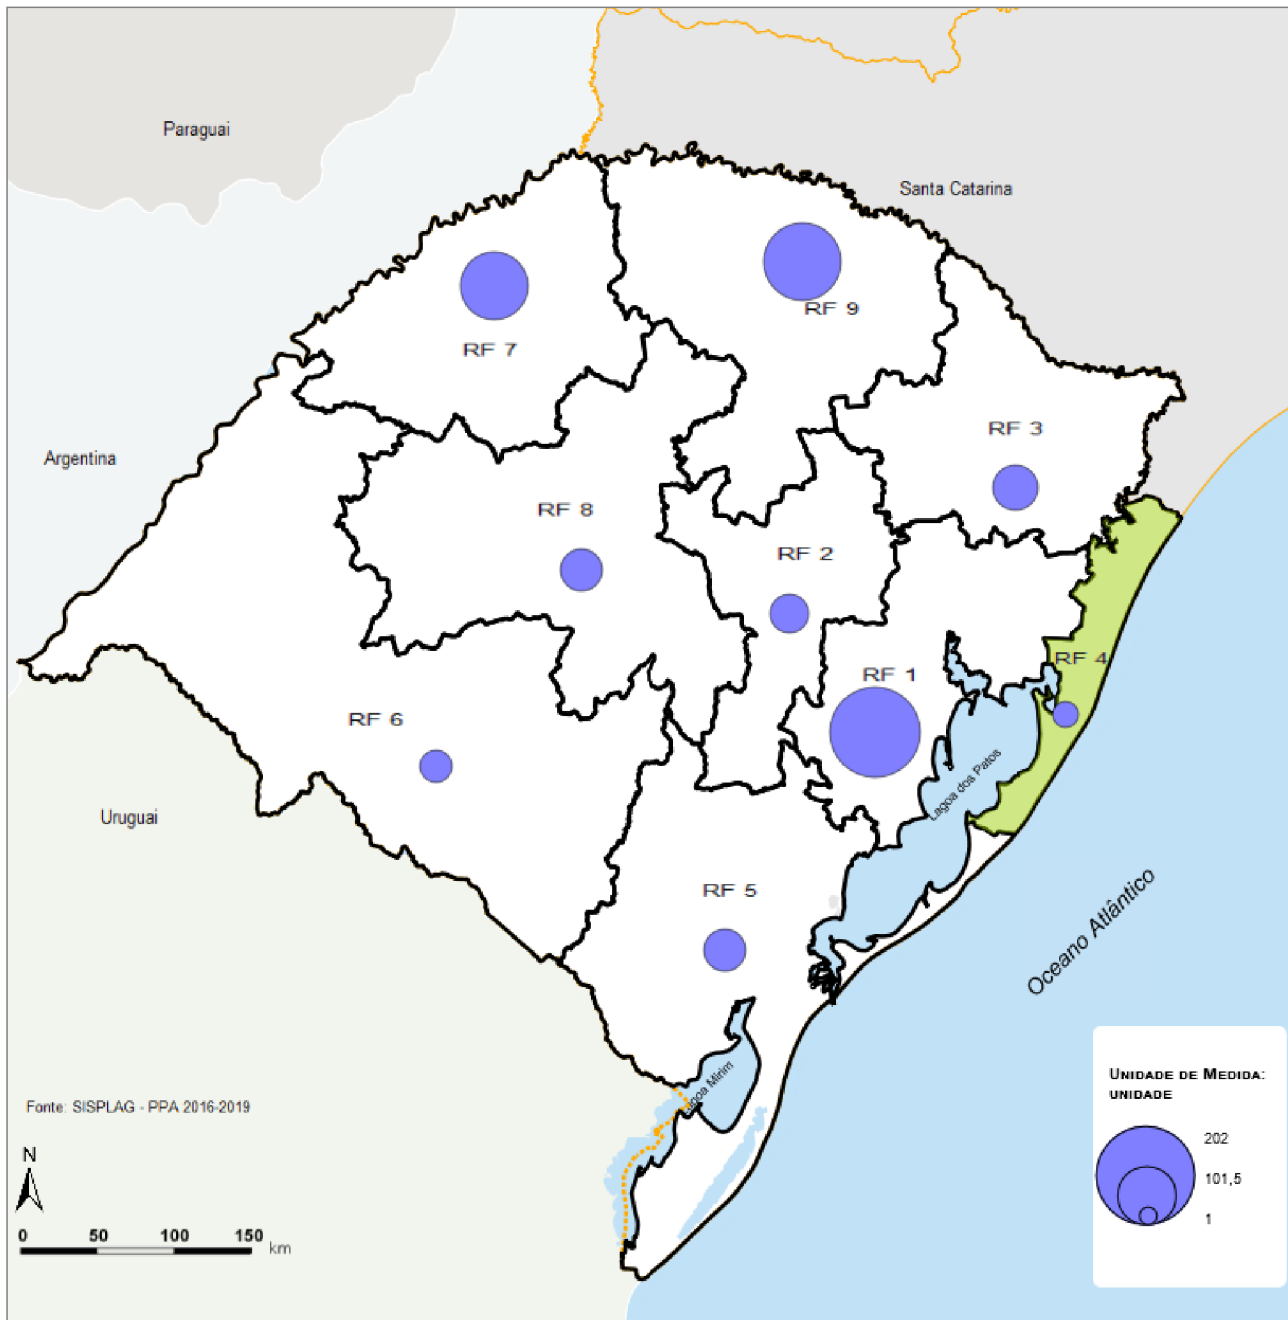 Paraguai
Santa Catarina
RF 9
RF 7
RF 3
Argentina
RF 8
RF 2
RF 4
RF 1
RF 6
Lagoa dos Patos
Uruguai
RF 5
Oceano Atlântico
UNIDADE DE MEDIDA:
UNIDADE
202
101,5
1
agoa Mirim
Fonte: SISPLAG - PPA 2016-2019
N
0 50 100 150
km